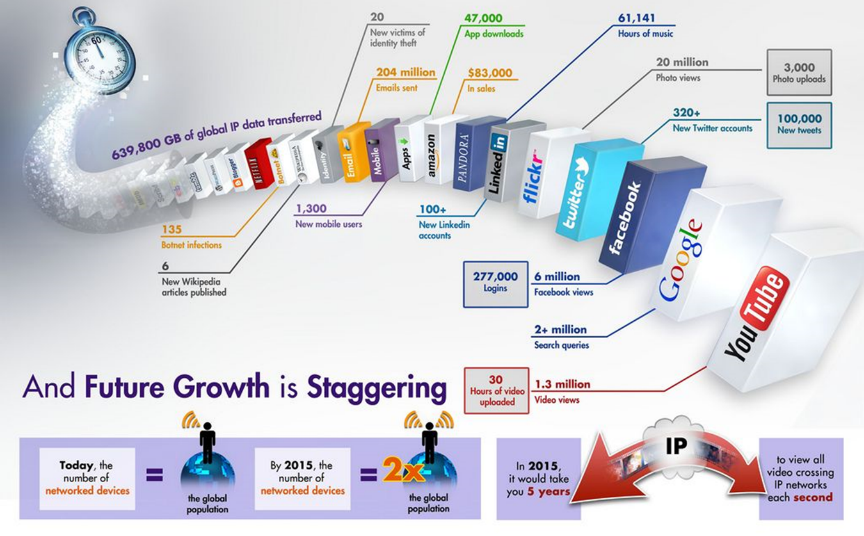 60
20
New victims of
identity theft
47,000
App downloads
61,141
Hours of music
204 million
Emails sent
$83,000
In sales
20 million
Photo views
3,000
Photo uploads
320+
New Twitter accounts
100,000
New tweets
639,800 GB of global IP data transferred
NETFLIX
Botnet
Identity
Email
Mobile
Apps
amazon
PANDORA
Linked in
flickr
twitter
facebook
Google
You Tube
135
Botnet infections
6
New Wikipedia
articles published
1,300
New mobile users
100+
New Linkedin
accounts
277,000
Logins
6 million
Facebook views
2+ million
Search queries
30
Hours of video
uploaded
1.3 million
Video views
And Future Growth is Staggering
Today, the
number of
networked devices
=
the global
population
By 2015, the
number of
networked devices
= 2x
the global
population
In 2015,
it would take
you 5 years
IP
to view all
video crossing
IP networks
each second